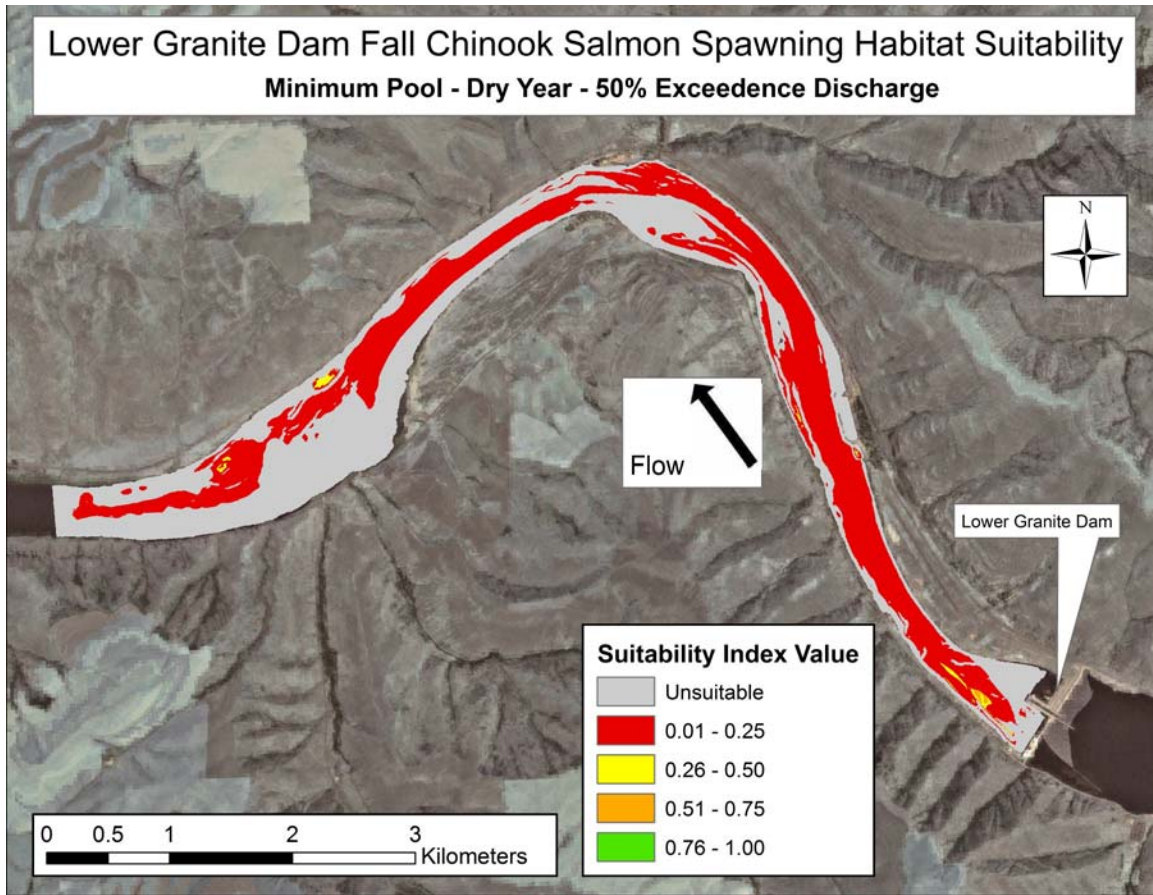 Lower Granite Dam Fall Chinook Salmon Spawning Habitat Suitability
Minimum Pool - Dry Year - 50% Exceedence Discharge
N
Flow
Lower Granite Dam
Suitability Index Value
Unsuitable
0.01 - 0.25
0.26 - 0.50
0.51 - 0.75
0.76 - 1.00
0 0.5 1 2 3
Kilometers